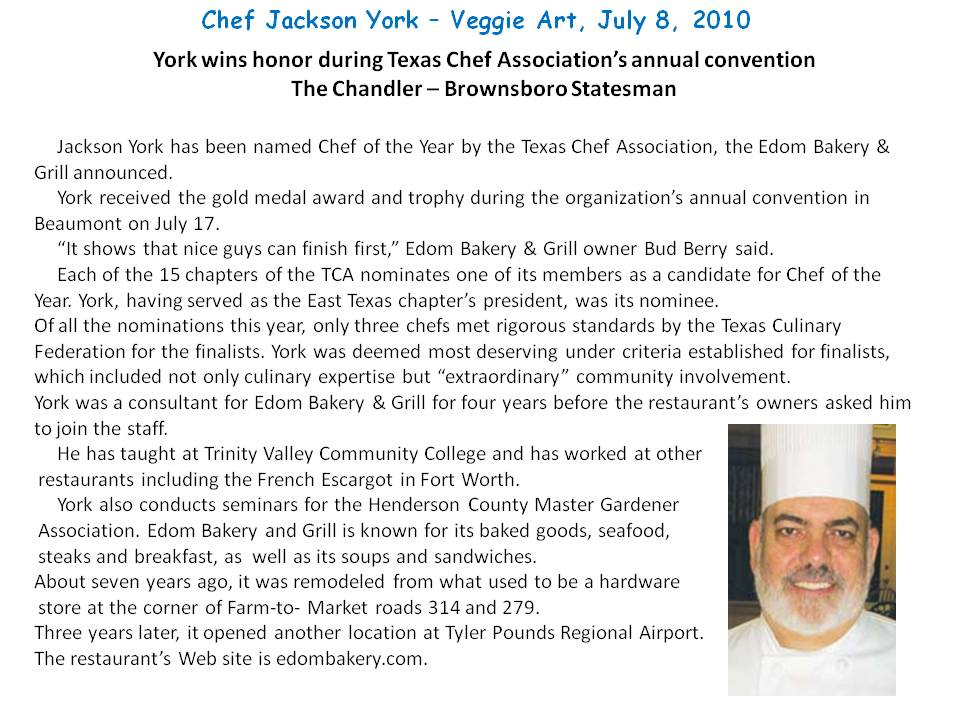 Chef Jackson York – Veggie Art, July 8, 2010
York wins honor during Texas Chef Association's annual convention
The Chandler – Brownsboro Statesman
Jackson York has been named Chef of the Year by the Texas Chef Association, the Edom Bakery &
Grill announced.
York received the gold medal award and trophy during the organization's annual convention in
Beaumont on July 17.
“It shows that nice guys can finish first,” Edom Bakery & Grill owner Bud Berry said.
Each of the 15 chapters of the TCA nominates one of its members as a candidate for Chef of the
Year. York, having served as the East Texas chapter's president, was its nominee.
Of all the nominations this year, only three chefs met rigorous standards by the Texas Culinary
Federation for the finalists. York was deemed most deserving under criteria established for finalists,
which included not only culinary expertise but “extraordinary” community involvement.
York was a consultant for Edom Bakery & Grill for four years before the restaurant's owners asked him
to join the staff.
He has taught at Trinity Valley Community College and has worked at other
restaurants including the French Escargot in Fort Worth.
York also conducts seminars for the Henderson County Master Gardener
Association. Edom Bakery and Grill is known for its baked goods, seafood,
steaks and breakfast, as well as its soups and sandwiches.
About seven years ago, it was remodeled from what used to be a hardware
store at the corner of Farm-to- Market roads 314 and 279.
Three years later, it opened another location at Tyler Pounds Regional Airport.
The restaurant's Web site is edombakery.com.